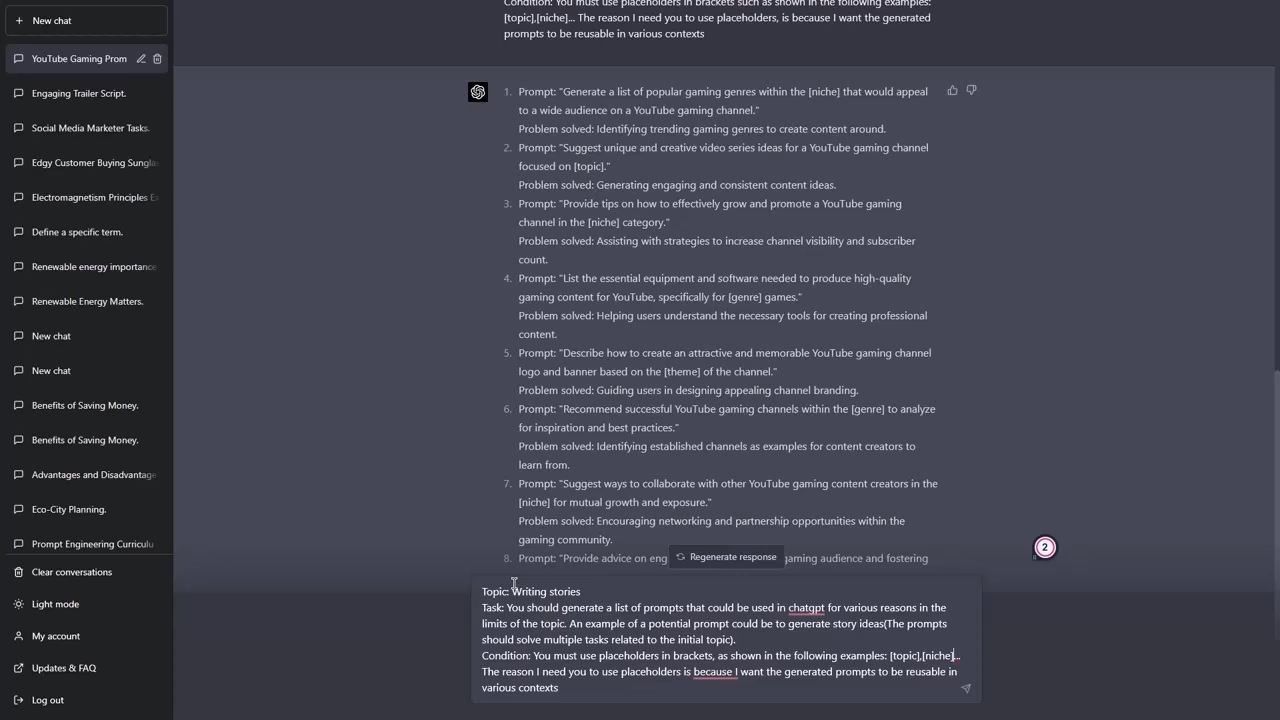 New chat
YouTube Gaming Prom
Engaging Trailer Script.
Social Media Marketer Tasks.
Edgy Customer Buying Sungla
Electromagnetism Principles E
Define a specific term.
Renewable energy importance
Renewable Energy Matters.
New chat
New chat
Benefits of Saving Money.
Benefits of Saving Money.
Advantages and Disadvantage
Eco-City Planning.
Prompt Engineering Curriculu
Clear conversations
Light mode
My account
Updates & FAQ
Log out
Condition: You must use placeholders in brackets such as shown in the following examples:
[topic],[niche]... The reason I need you to use placeholders, is because I want the generated
prompts to be reusable in various contexts
1. Prompt: "Generate a list of popular gaming genres within the [niche] that would appeal
to a wide audience on a YouTube gaming channel."
Problem solved: Identifying trending gaming genres to create content around.
2. Prompt: "Suggest unique and creative video series ideas for a YouTube gaming channel
focused on [topic]."
Problem solved: Generating engaging and consistent content ideas.
3. Prompt: "Provide tips on how to effectively grow and promote a YouTube gaming
channel in the [niche] category."
Problem solved: Assisting with strategies to increase channel visibility and subscriber
count.
4. Prompt: "List the essential equipment and software needed to produce high-quality
gaming content for YouTube, specifically for [genre] games."
Problem solved: Helping users understand the necessary tools for creating professional
content.
5. Prompt: "Describe how to create an attractive and memorable YouTube gaming channel
logo and banner based on the [theme] of the channel."
Problem solved: Guiding users in designing appealing channel branding.
6. Prompt: "Recommend successful YouTube gaming channels within the [genre] to analyze
for inspiration and best practices."
Problem solved: Identifying established channels as examples for content creators to
learn from.
7. Prompt: "Suggest ways to collaborate with other YouTube gaming content creators in the
[niche] for mutual growth and exposure."
Problem solved: Encouraging networking and partnership opportunities within the
gaming community.
8. Prompt: "Provide advice on eng gaming audience and fostering
Regenerate response
2
Topic: Writing stories
Task: You should generate a list of prompts that could be used in chatgpt for various reasons in the
limits of the topic. An example of a potential prompt could be to generate story ideas(The prompts
should solve multiple tasks related to the initial topic).
Condition: You must use placeholders in brackets, as shown in the following examples: [topic],[niche]...
The reason I need you to use placeholders is because I want the generated prompts to be reusable in
various contexts